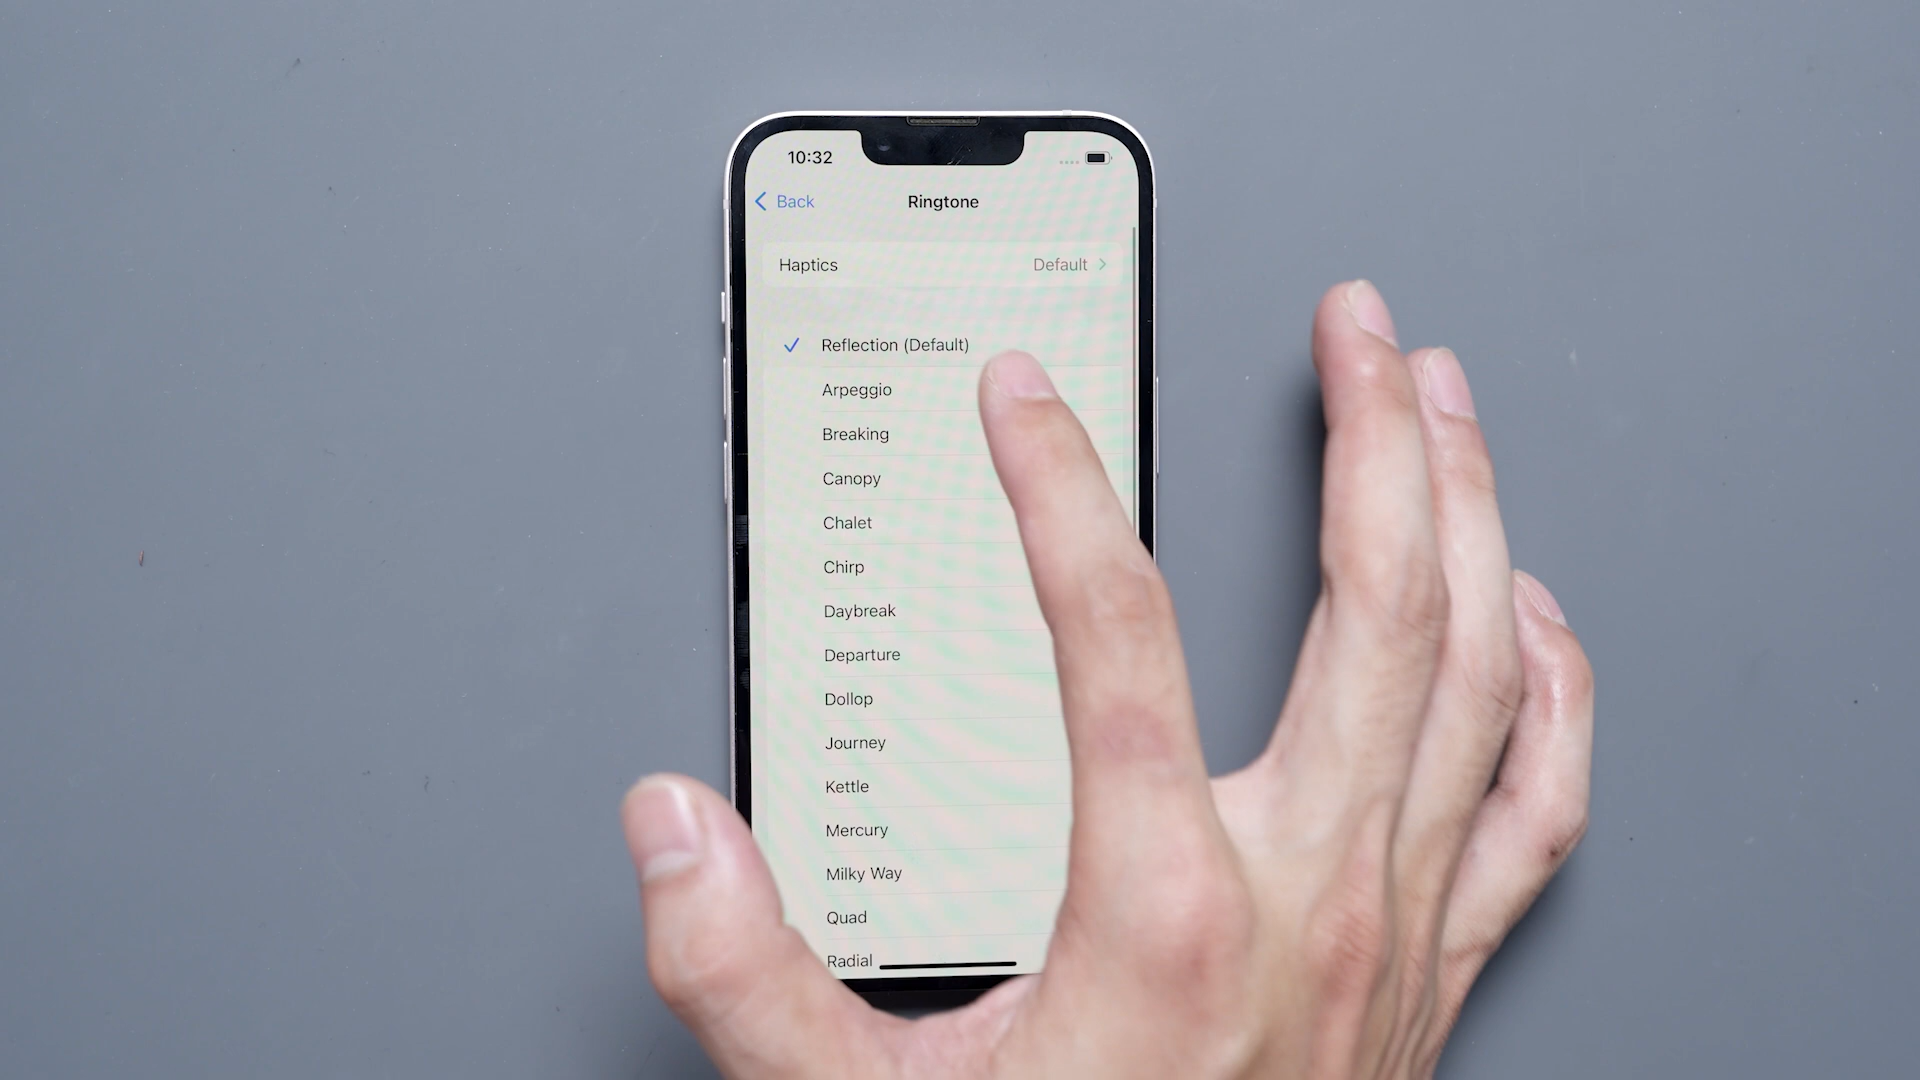 10:32
Back
Ringtone
Haptics
Default
Reflection (Default)
Arpeggio
Breaking
Canopy
Chalet
Chirp
Daybreak
Departure
Dollop
Journey
Kettle
Mercury
Milky Way
Quad
Radial